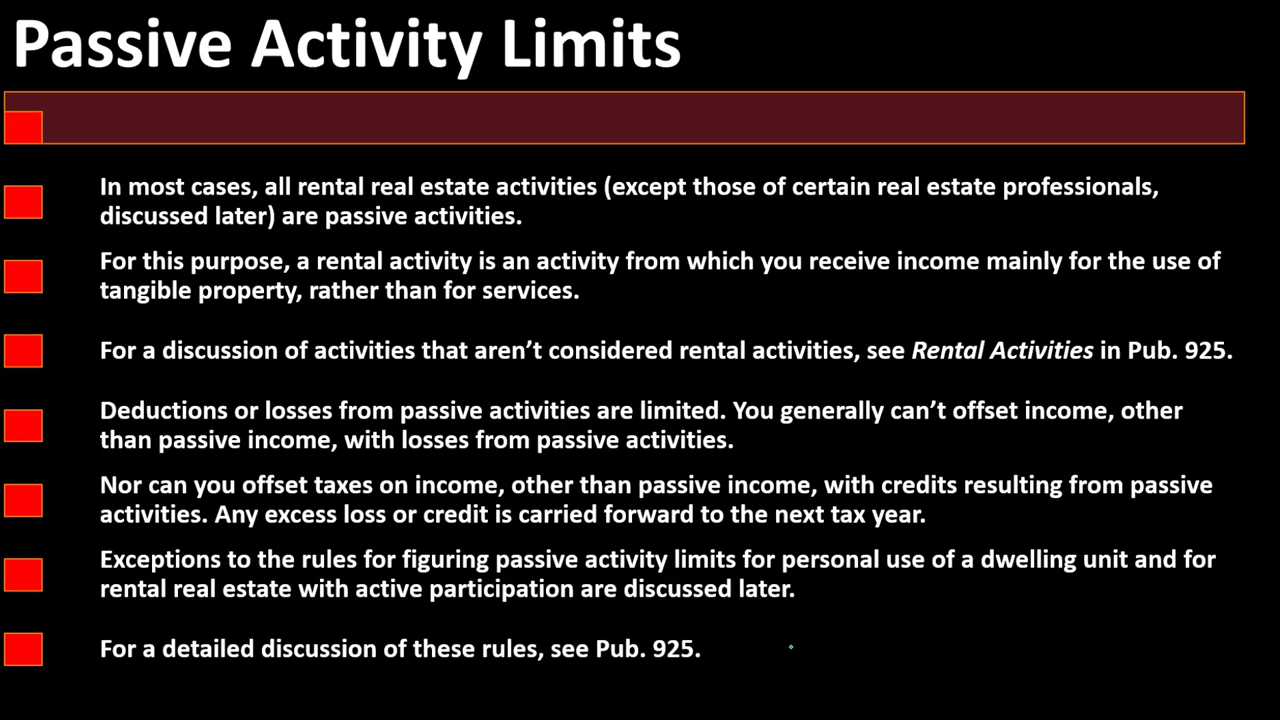 Passive Activity Limits
In most cases, all rental real estate activities (except those of certain real estate professionals,
discussed later) are passive activities.
For this purpose, a rental activity is an activity from which you receive income mainly for the use of
tangible property, rather than for services.
For a discussion of activities that aren’t considered rental activities, see Rental Activities in Pub. 925.
Deductions or losses from passive activities are limited. You generally can’t offset income, other
than passive income, with losses from passive activities.
Nor can you offset taxes on income, other than passive income, with credits resulting from passive
activities. Any excess loss or credit is carried forward to the next tax year.
Exceptions to the rules for figuring passive activity limits for personal use of a dwelling unit and for
rental real estate with active participation are discussed later.
For a detailed discussion of these rules, see Pub. 925.